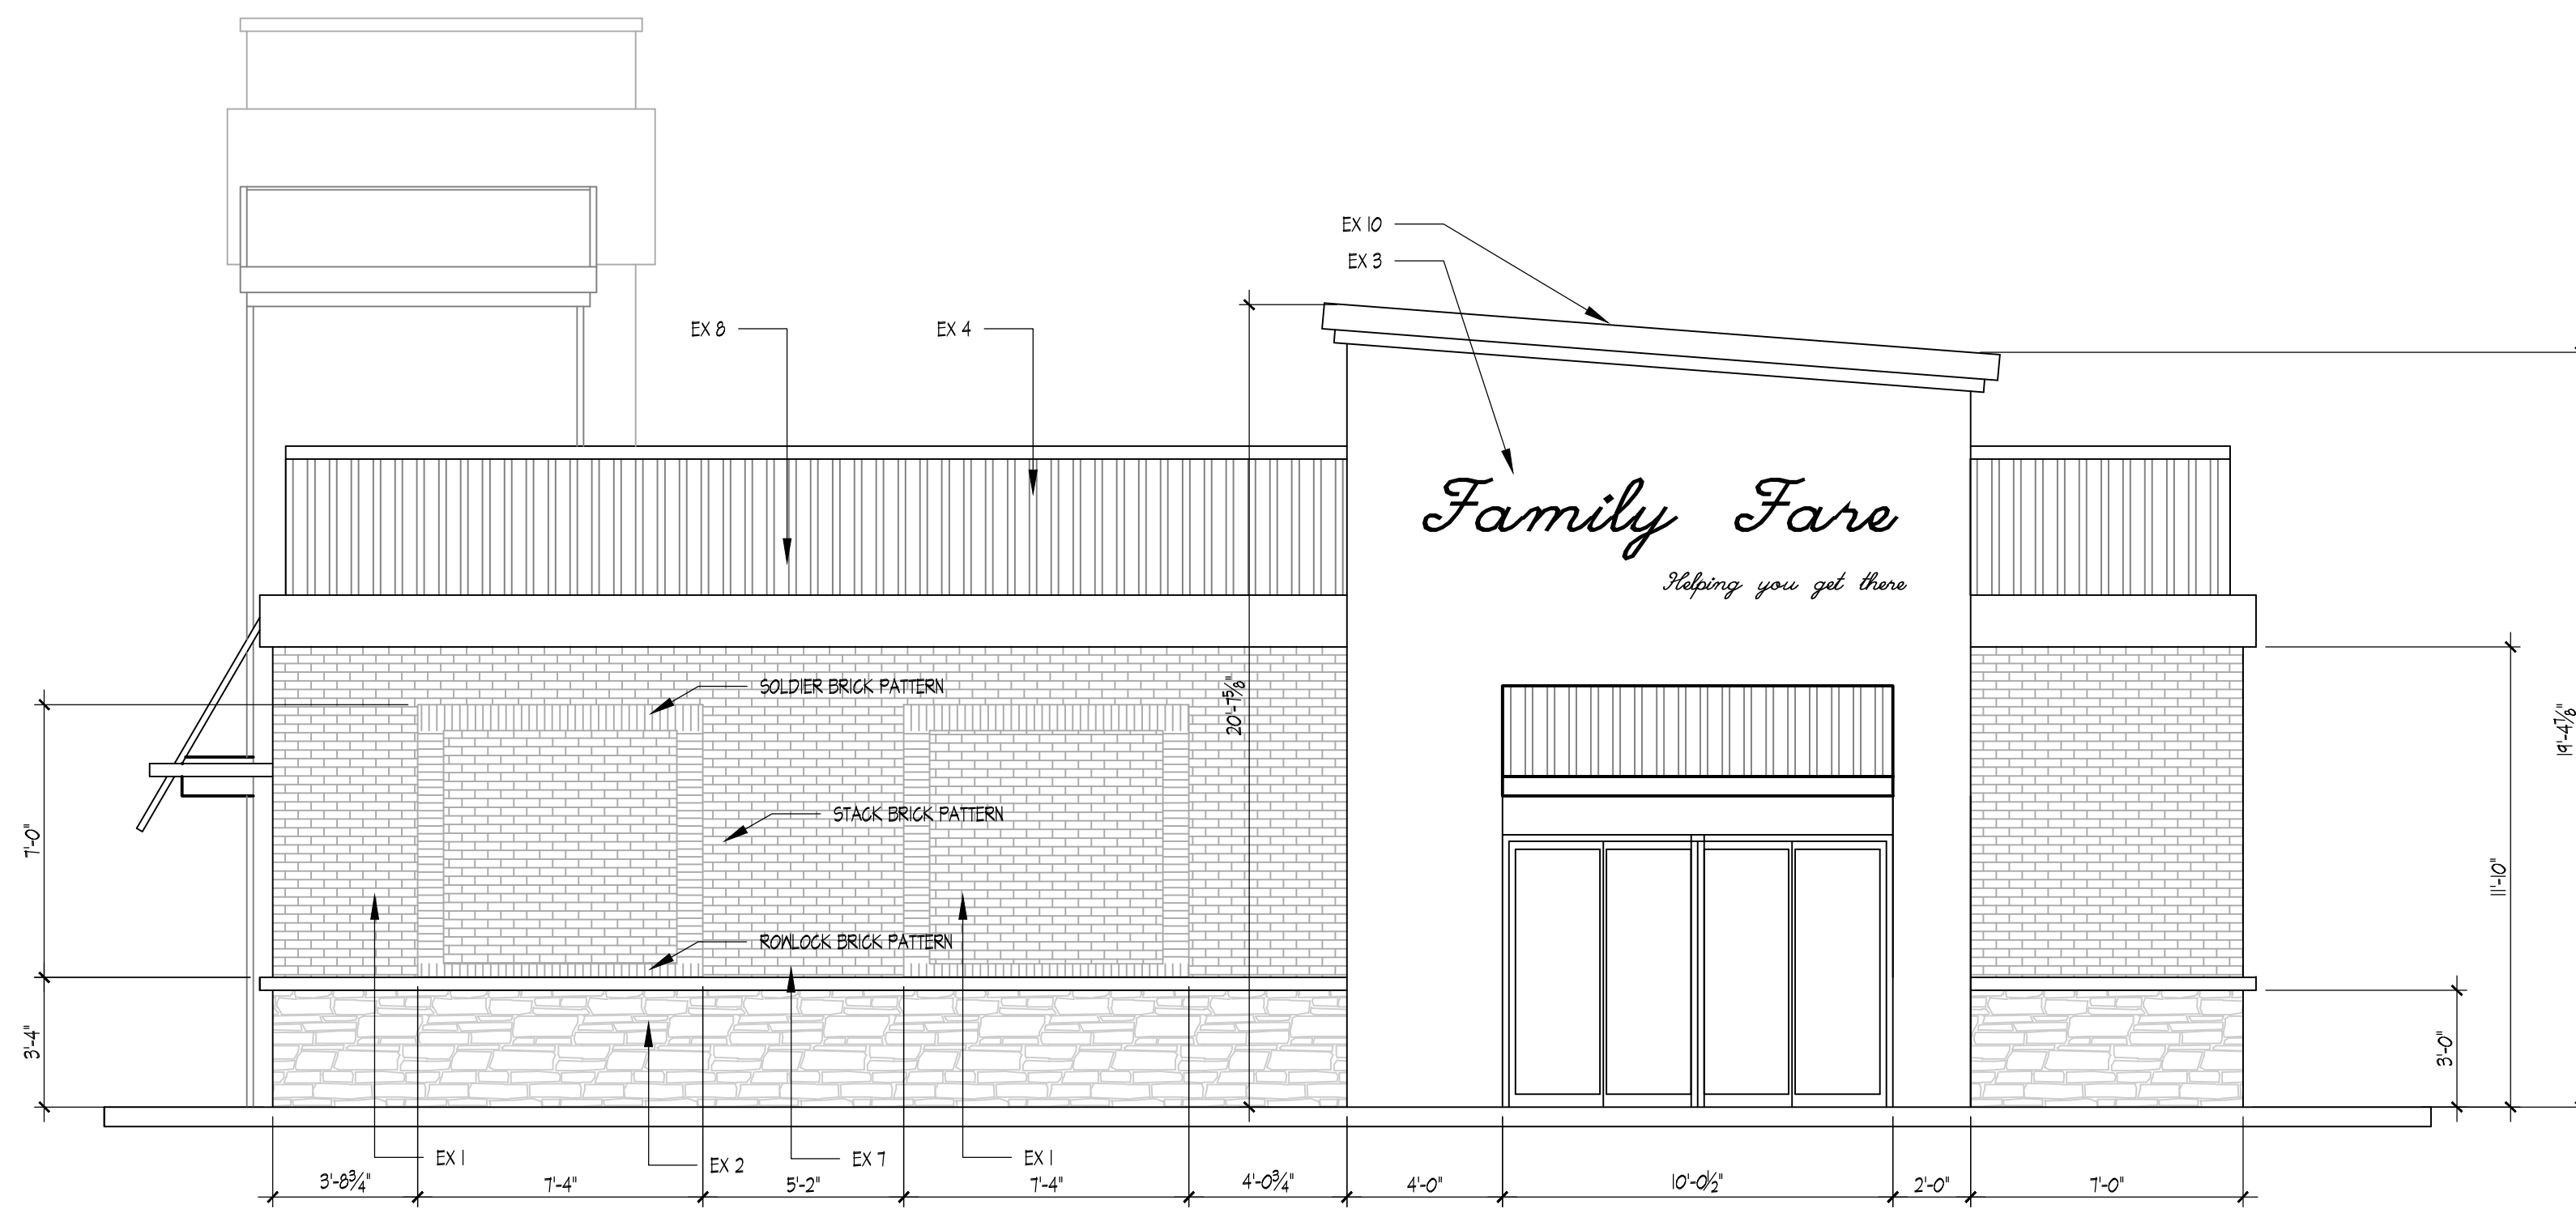 EX 10
EX 3
EX 8
EX 4
Family Fare
Helping you get there
SOLDIER BRICK PATTERN
20'-7⅝"
19'-4⅞"
STACK BRICK PATTERN
7'-0"
11'-10"
ROWLOCK BRICK PATTERN
3'-4"
3'-0"
EX 1
EX 2
EX 7
EX 1
3'-8¾"
7'-4"
5'-2"
7'-4"
4'-0¾"
4'-0"
10'-0½"
2'-0"
7'-0"